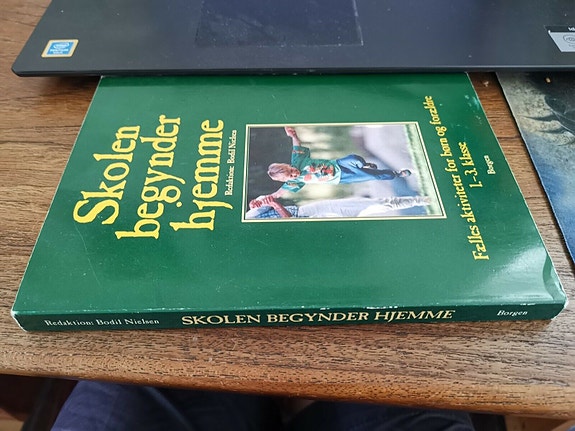 Skolen
begynder
hjemme
Redaktion: Bodil Nielsen
Fælles aktiviteter for børn og forældre
1.-3. klasse
Borgen
Redaktion: Bodil Nielsen
SKOLEN BEGYNDER HJEMME
Borgen